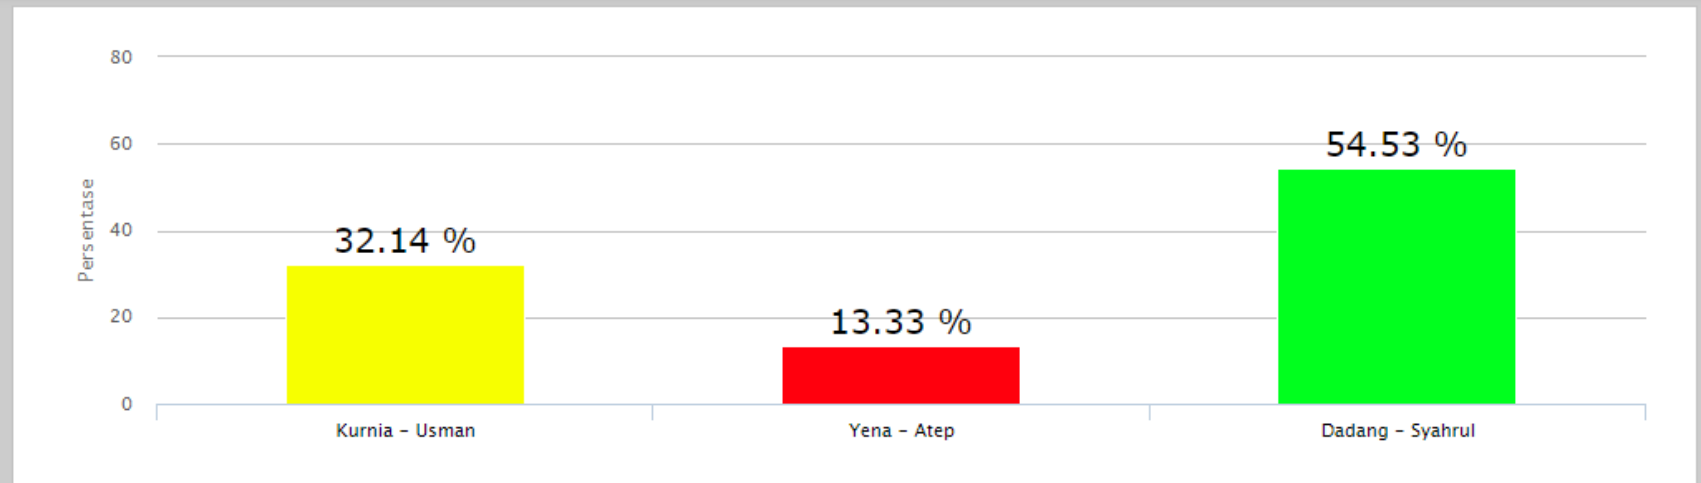 80
60
40
20
0
Persentase
32.14 %
13.33 %
54.53 %
Kurnia - Usman
Yena - Atep
Dadang - Syahrul